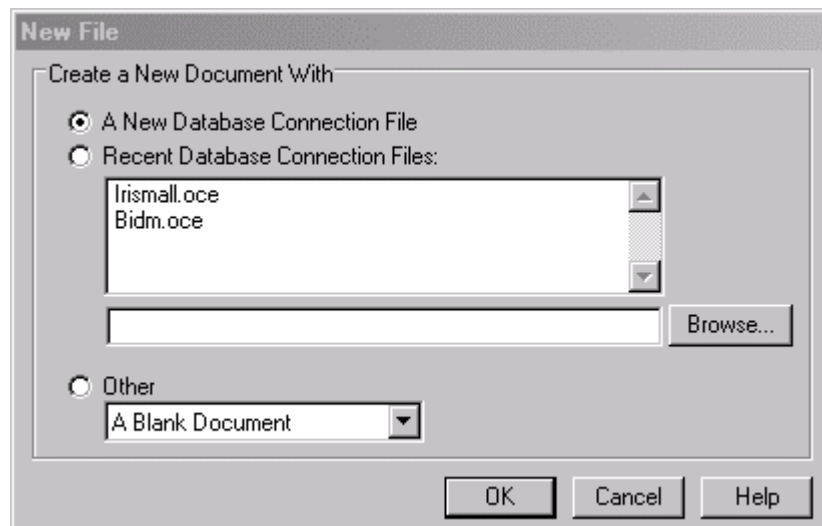 New File
Create a New Document With
A New Database Connection File
Recent Database Connection Files:
Irismall.oce
Bidm.oce
Browse...
Other
A Blank Document
OK Cancel Help